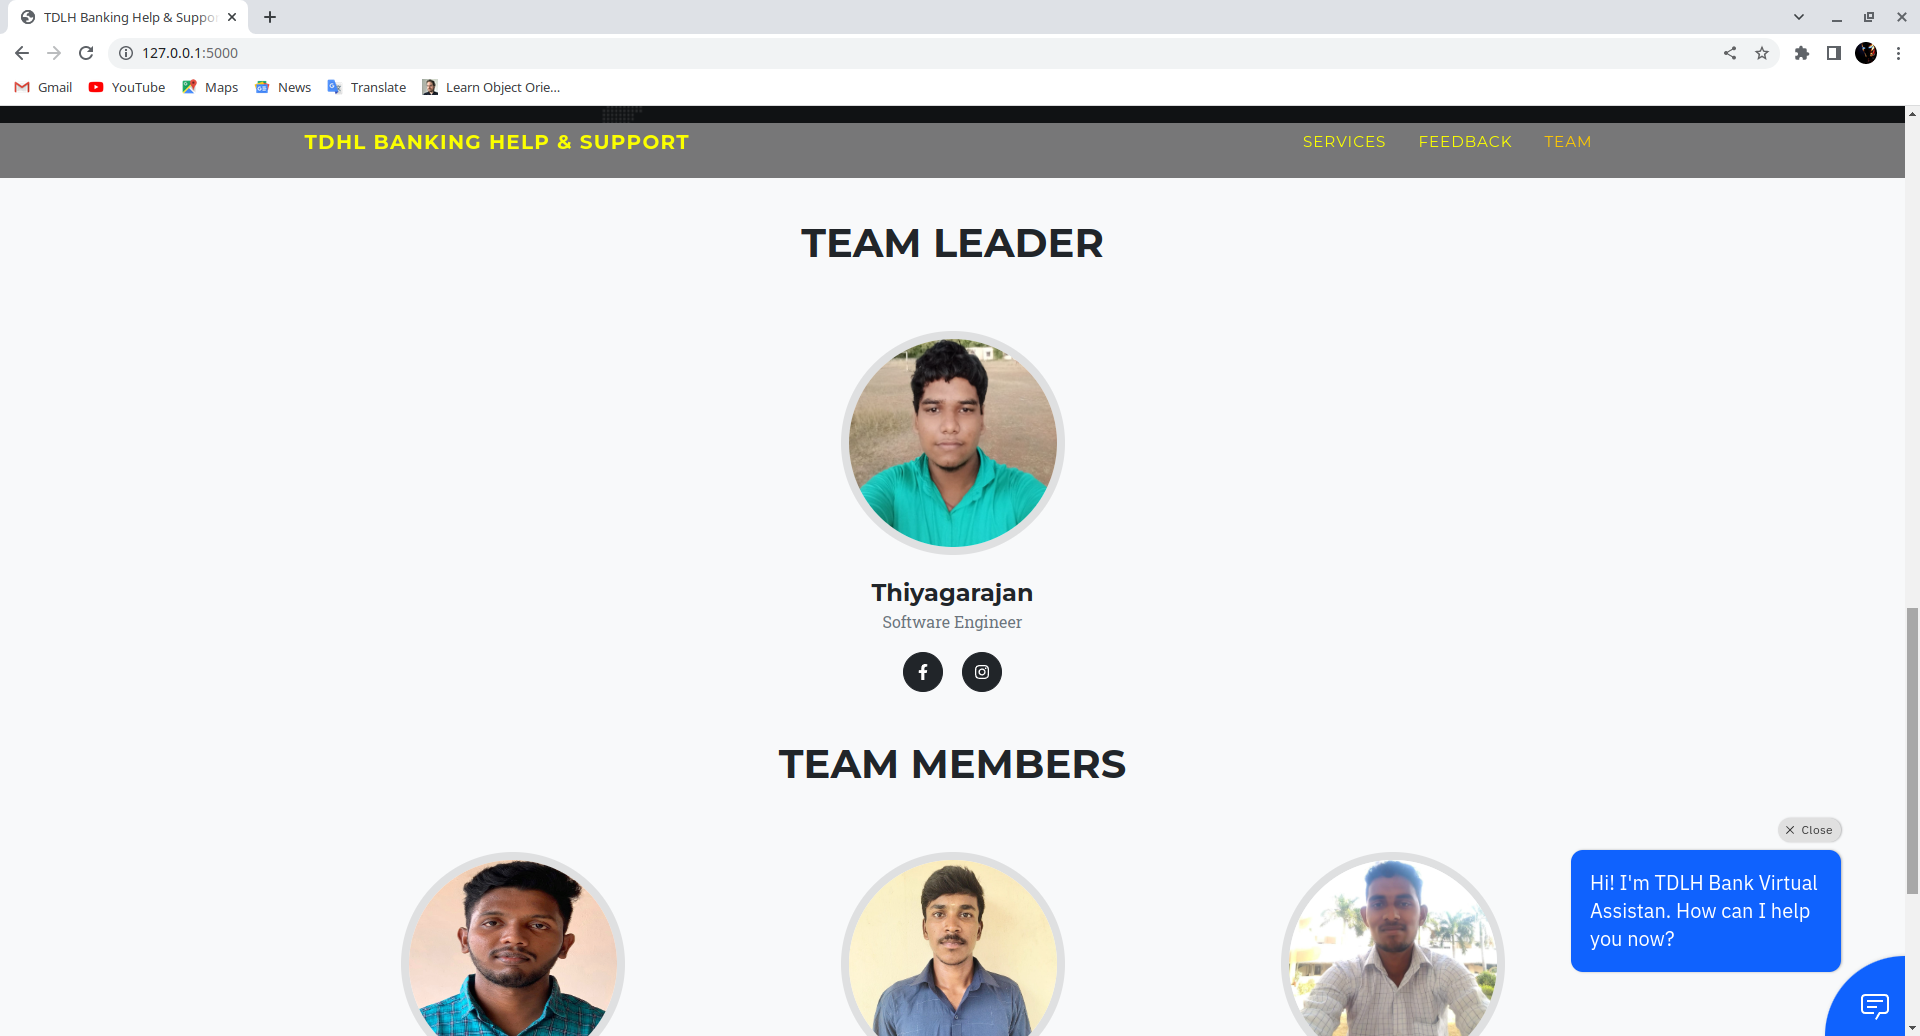 TDLH Banking Help & Suppo
127.0.0.1:5000
Gmail
YouTube
Maps
News
Translate
Learn Object Orie...
TDHL BANKING HELP & SUPPORT
SERVICES
FEEDBACK
TEAM
TEAM LEADER
Thiyagarajan
Software Engineer
TEAM MEMBERS
Close
Hi! I'm TDLH Bank Virtual
Assistan. How can I help
you now?